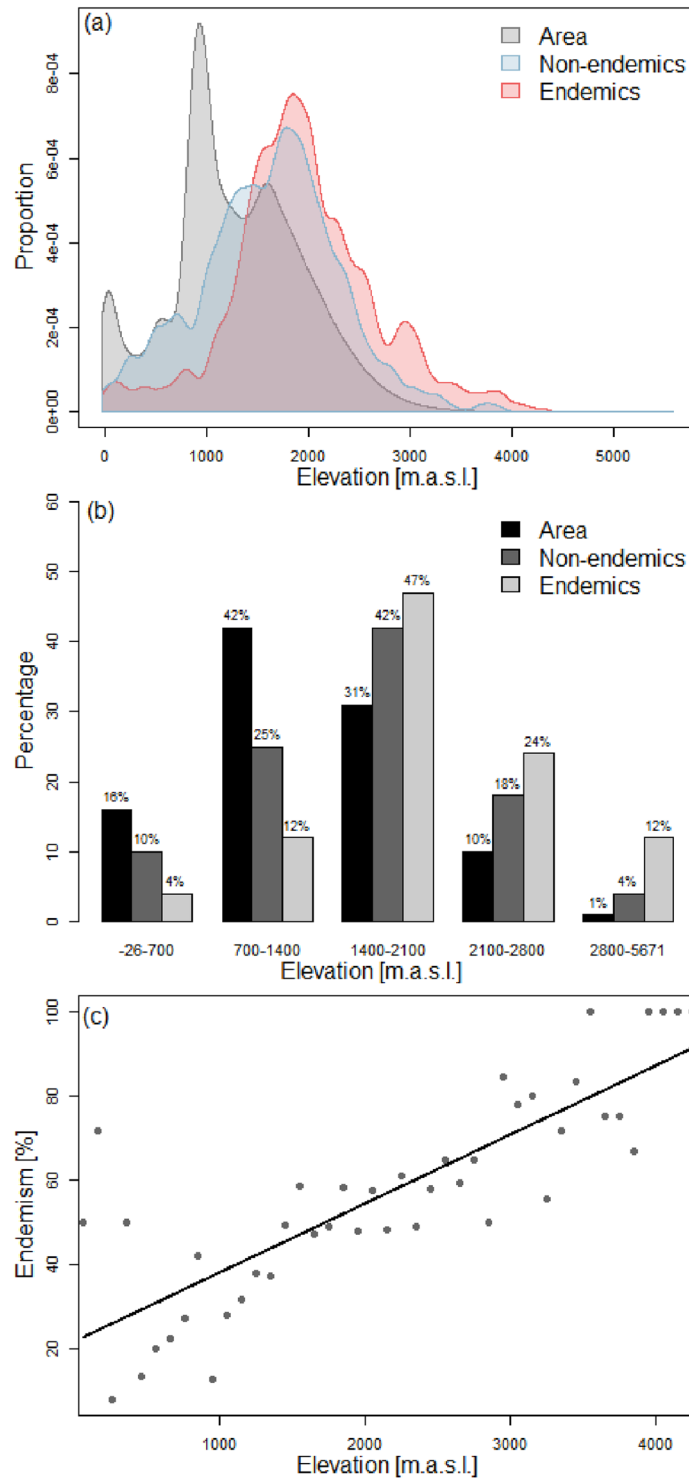 (a)
Area
Non-endemics
Endemics
Proportion
0e+00 2e-04 4e-04 6e-04 8e-04
0 1000 2000 3000 4000 5000
Elevation [m.a.s.l.]
(b)
Area
Non-endemics
Endemics
Percentage
0 10 20 30 40 50 60
16% 10% 4%
42% 25% 12%
31% 42% 47%
10% 18% 24%
1% 4% 12%
-26-700 700-1400 1400-2100 2100-2800 2800-5671
Elevation [m.a.s.l.]
(c)
Endemism [%]
20 40 60 80 100
1000 2000 3000 4000
Elevation [m.a.s.l.]